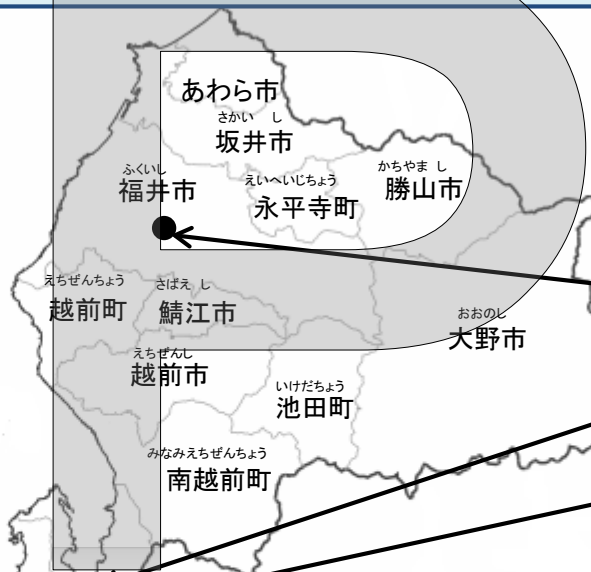 あわら市
さかい し
坂井市
ふくいし
福井市
えいへいじちょう
永平寺町
かちやま し
勝山市
えちぜんちょう
越前町
さばえ し
鯖江市
おおのし
大野市
えちぜんし
越前市
いけだちょう
池田町
みなみえちぜんちょう
南越前町